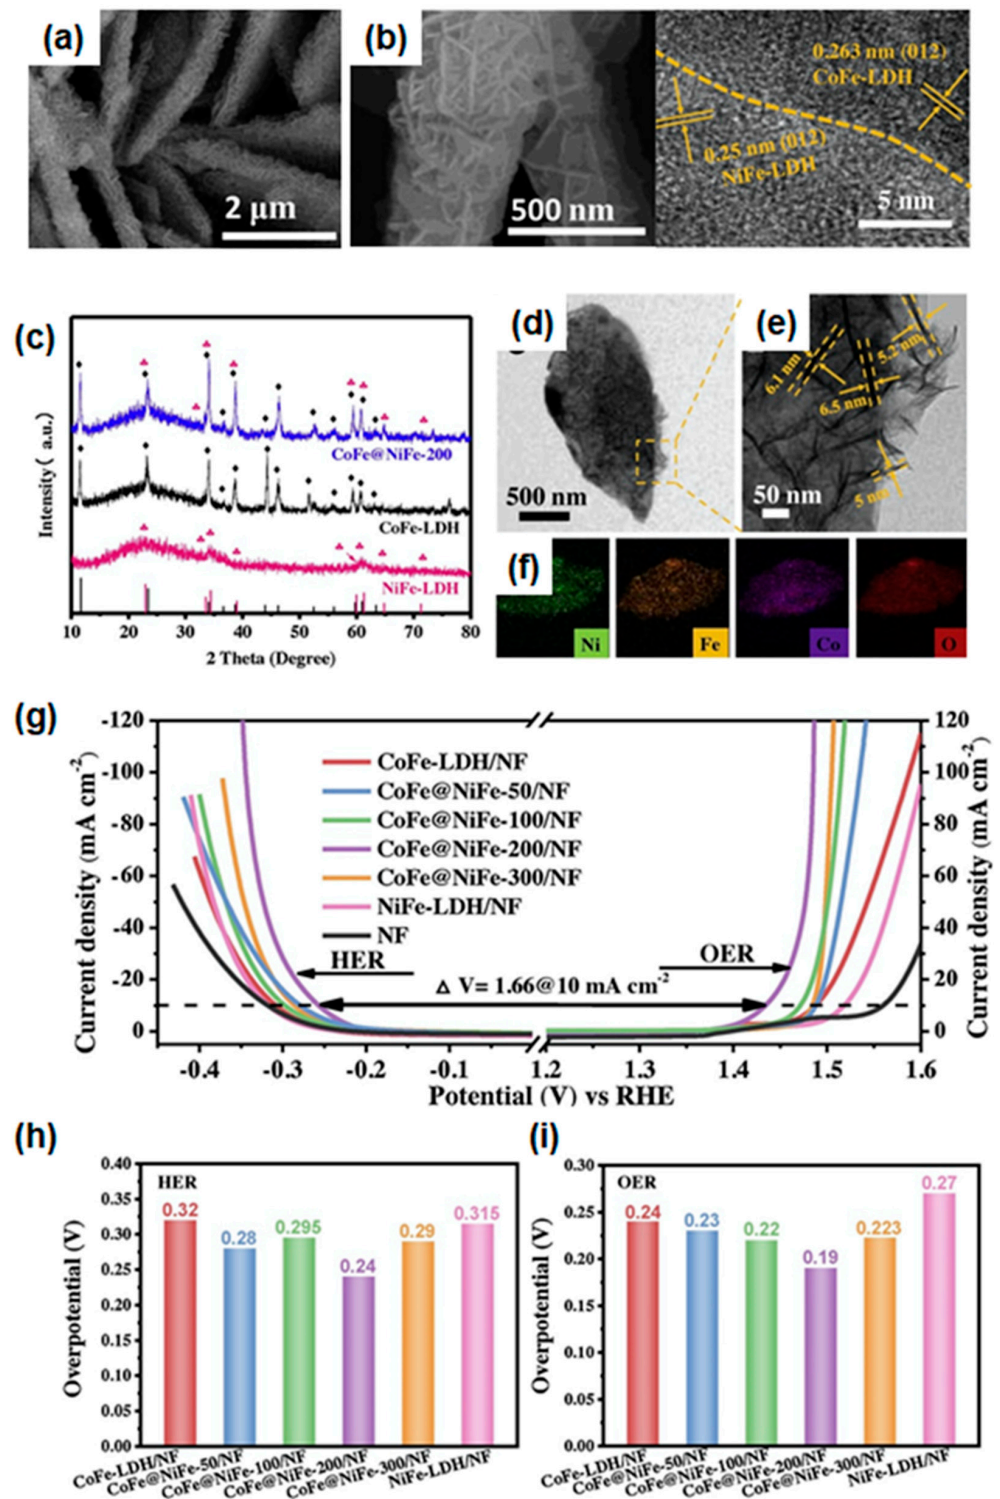 (a)
2 μm
(b)
500 nm
0.263 nm (012)
CoFe-LDH
0.25 nm (012)
NiFe-LDH
5 nm
(c)
Intensity ( a.u.)
CoFe@NiFe-200
CoFe-LDH
NiFe-LDH
10 20 30 40 50 60 70 80
2 Theta (Degree)
(d)
500 nm
(e)
6.1 nm
5.2 nm
6.5 nm
5 nm
50 nm
(f)
Ni
Fe
Co
O
(g)
Current density (mA cm-2)
-120
-100
-80
-60
-40
-20
0
CoFe-LDH/NF
CoFe@NiFe-50/NF
CoFe@NiFe-100/NF
CoFe@NiFe-200/NF
CoFe@NiFe-300/NF
NiFe-LDH/NF
NF
HER
OER
△ V= 1.66@10 mA cm-2
120
100
80
60
40
20
0
Current density (mA cm-2)
-0.4 -0.3 -0.2 -0.1 1.2 1.3 1.4 1.5 1.6
Potential (V) vs RHE
(h)
HER
Overpotential (V)
0.40
0.35
0.30
0.25
0.20
0.15
0.10
0.05
0.00
0.32
0.28
0.295
0.24
0.29
0.315
CoFe-LDH/NF
CoFe@NiFe-50/NF
CoFe@NiFe-100/NF
CoFe@NiFe-200/NF
CoFe@NiFe-300/NF
NiFe-LDH/NF
(i)
OER
Overpotential (V)
0.30
0.25
0.20
0.15
0.10
0.05
0.00
0.24
0.23
0.22
0.19
0.223
0.27
CoFe-LDH/NF
CoFe@NiFe-50/NF
CoFe@NiFe-100/NF
CoFe@NiFe-200/NF
CoFe@NiFe-300/NF
NiFe-LDH/NF